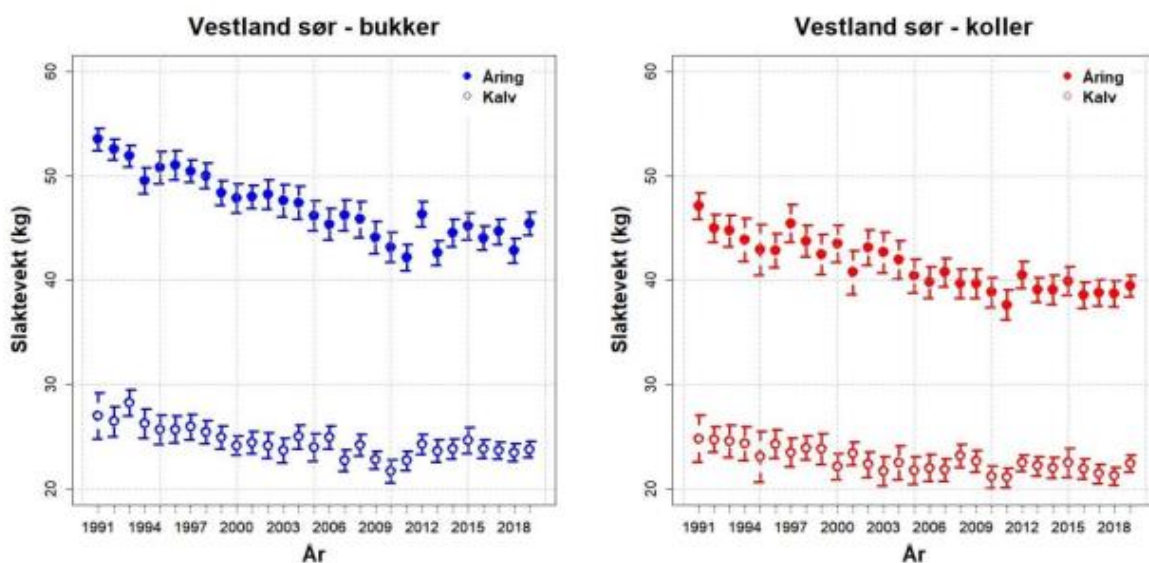 Vestland sør - bukker
Slaktevekt (kg)
60
50
40
30
20
Åring
Kalv
1991 1994 1997 2000 2003 2006 2009 2012 2015 2018
År
Vestland sør - koller
Slaktevekt (kg)
60
50
40
30
20
Åring
Kalv
1991 1994 1997 2000 2003 2006 2009 2012 2015 2018
År